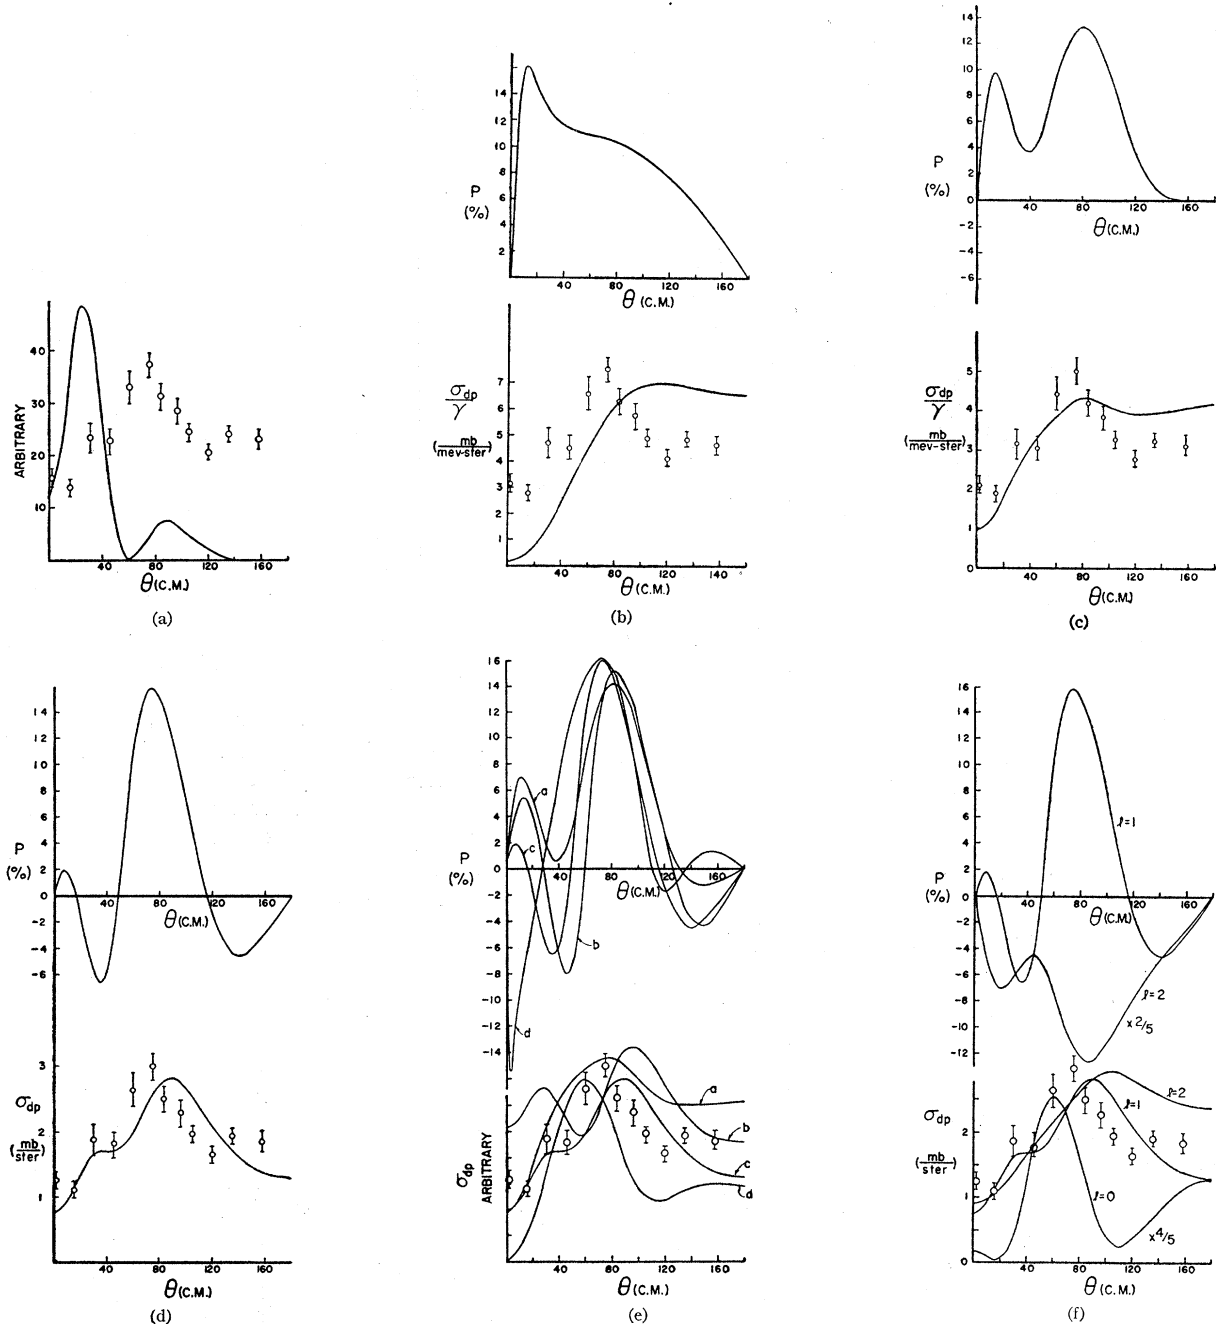 14
12
10
8
6
4
2
P
(%)
40
80
120
160
θ (C.M.)
14
12
10
8
6
4
2
0
-2
-4
-6
P
(%)
40
80
120
160
θ (C.M.)
40
30
20
10
ARBITRARY
40
80
120
160
θ (C.M.)
(a)
7
6
5
4
3
2
1
σdp
γ
(mb
mev-ster)
40
80
120
140
θ (C.M.)
(b)
5
4
3
2
1
0
σdp
γ
(mb
mev-ster)
40
80
120
160
θ (C.M.)
(c)
14
12
10
8
6
4
2
0
-2
-4
-6
P
(%)
40
80
120
160
θ (C.M.)
3
2
1
σdp
(mb
ster)
40
80
120
160
θ (C.M.)
(d)
16
14
12
10
8
6
4
2
0
-2
-4
-6
-8
-10
-12
-14
P
(%)
a
c
b
d
40
80
120
160
θ (C.M.)
σdp
ARBITRARY
a
b
c
d
40
80
120
160
θ (C.M.)
(e)
16
14
12
10
8
6
4
2
0
-2
-4
-6
-8
-10
-12
P
(%)
ℓ=1
40
80
120
160
θ (C.M.)
ℓ=2
x 2/5
2
1
0
σdp
(mb
ster)
ℓ=2
ℓ=1
ℓ=0
x 4/5
40
80
120
160
θ (C.M.)
(f)